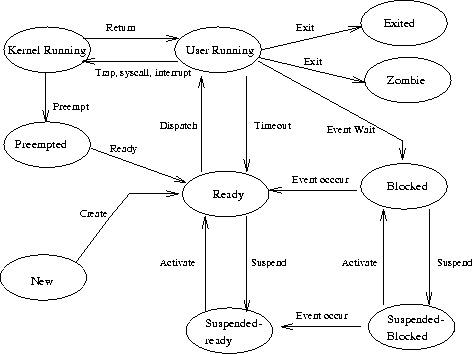 Return
Exit
Exited
Kernel Running
User Running
Trap, syscall, interrupt
Exit
Zombie
Preempt
Dispatch
Timeout
Event Wait
Preempted
Ready
Ready
Event occcur
Blocked
Create
New
Activate
Suspend
Activate
Suspend
Suspended-
ready
Event occur
Suspended-
Blocked